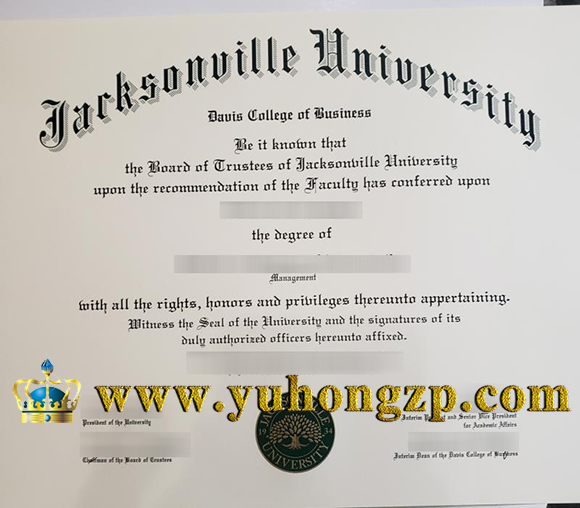 Jacksonville University
Davis College of Business
Be it known that
the Board of Trustees of Jacksonville University
upon the recommendation of the Faculty has conferred upon
the degree of
Management
with all the rights, honors and privileges thereunto appertaining.
Witness the Seal of the University and the signatures of its
duly authorized officers hereunto affixed.
www.yuhongzp.com
President of the University
Interim and Senior Vice President
for Academic Affairs
JACKSONVILLE
1934
UNIVERSITY
Chairman of the Board of Trustees
Interim Dean of the Davis College of Business